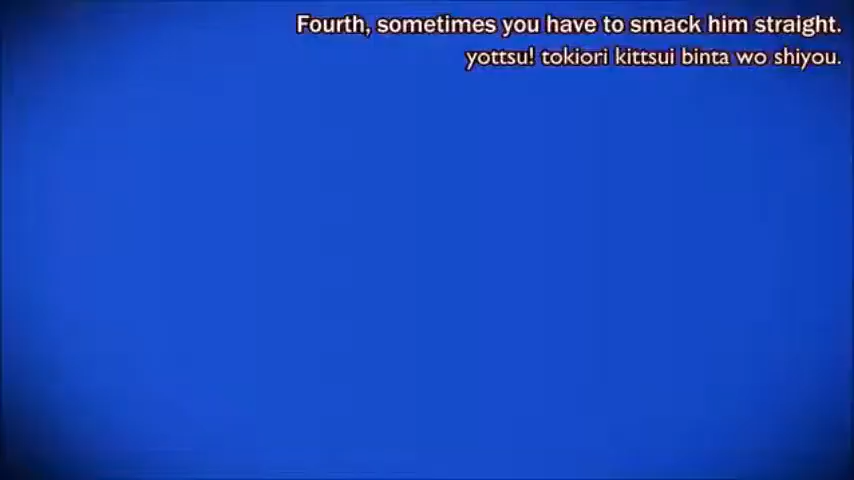 Fourth, sometimes you have to smack him straight.
yottsu! tokiori kittsui binta wo shiyou.